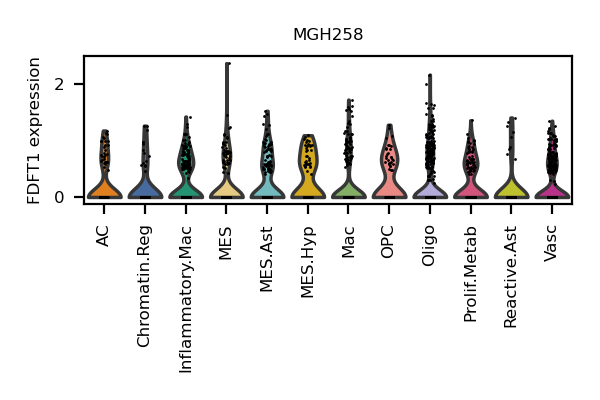 MGH258
FDFT1 expression
2
0
AC
Chromatin.Reg
Inflammatory.Mac
MES
MES.Ast
MES.Hyp
Mac
OPC
Oligo
Prolif.Metab
Reactive.Ast
Vasc